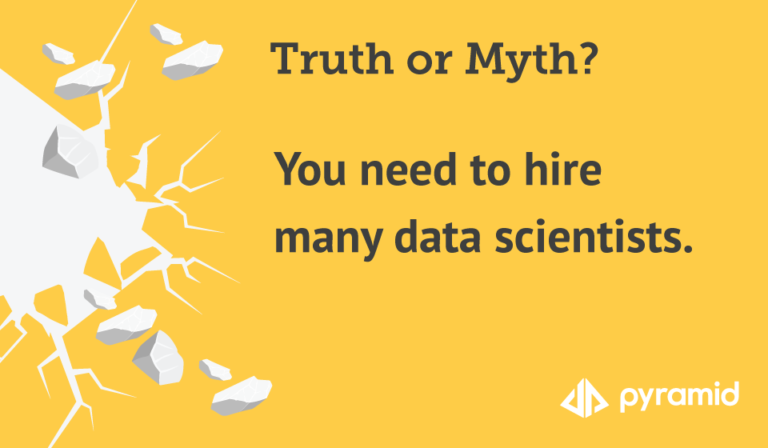 Truth or Myth?
You need to hire
many data scientists.
pyramid